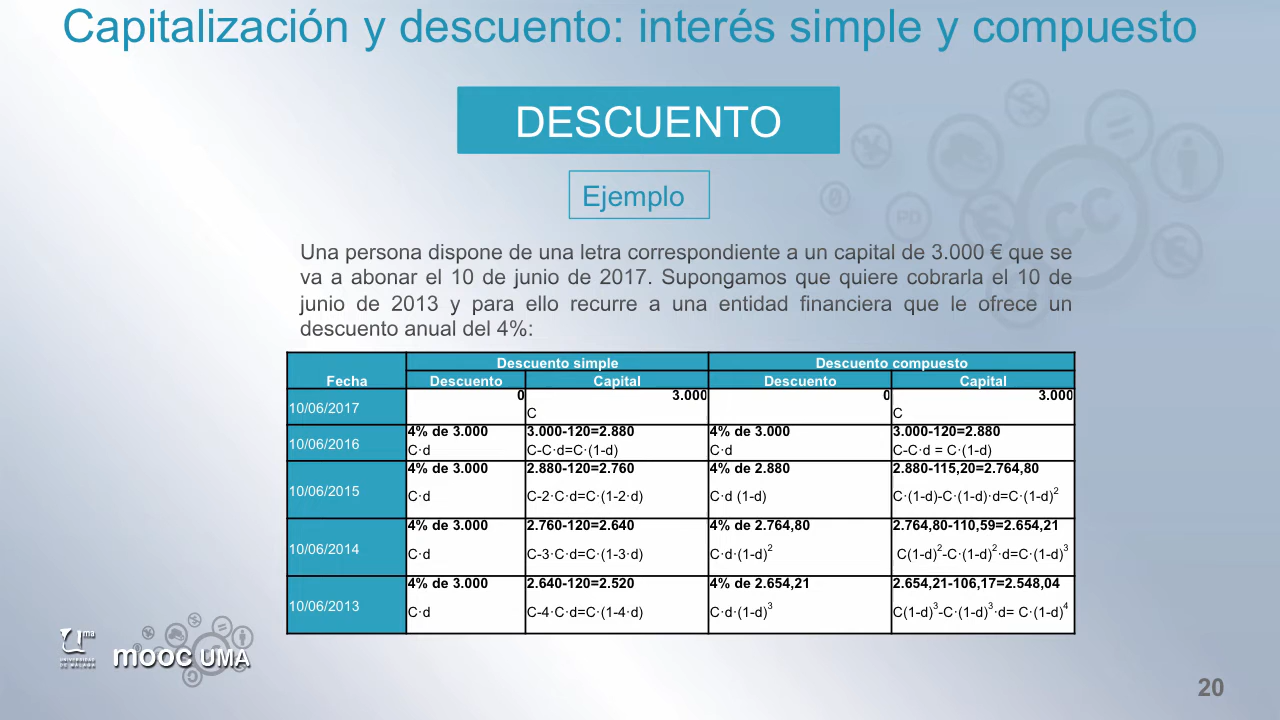 Capitalización y descuento: interés simple y compuesto
DESCUENTO
Ejemplo
Una persona dispone de una letra correspondiente a un capital de 3.000 € que se
va a abonar el 10 de junio de 2017. Supongamos que quiere cobrarla el 10 de
junio de 2013 y para ello recurre a una entidad financiera que le ofrece un
descuento anual del 4%:
Fecha Descuento simple Descuento compuesto
Descuento Capital Descuento Capital
10/06/2017 0 3.000 0 3.000
C C
10/06/2016 4% de 3.000 3.000-120=2.880 4% de 3.000 3.000-120=2.880
C·d C-C·d=C·(1-d) C·d C-C·d = C·(1-d)
10/06/2015 4% de 3.000 2.880-120=2.760 4% de 2.880 2.880-115,20=2.764,80
C·d C-2·C·d=C·(1-2·d) C·d (1-d) C·(1-d)-C·(1-d)·d=C·(1-d)²
10/06/2014 4% de 3.000 2.760-120=2.640 4% de 2.764,80 2.764,80-110,59=2.654,21
C·d C-3·C·d=C·(1-3·d) C·d·(1-d)² C(1-d)²-C·(1-d)²·d=C·(1-d)³
10/06/2013 4% de 3.000 2.640-120=2.520 4% de 2.654,21 2.654,21-106,17=2.548,04
C·d C-4·C·d=C·(1-4·d) C·d·(1-d)³ C(1-d)³-C·(1-d)³·d= C·(1-d)⁴
uma
UNIVERSIDAD
DE MÁLAGA
mooc UMA
20